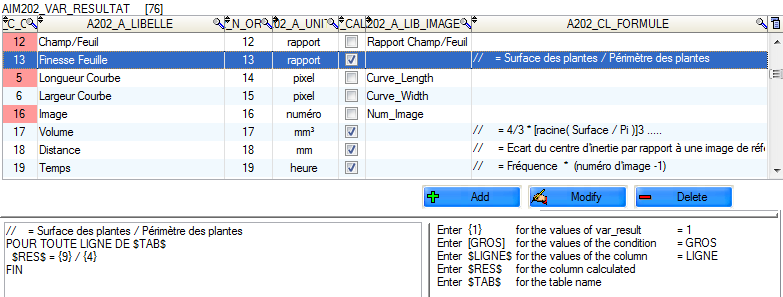 AIM202_VAR_RESULTAT [76]
C_C A202_A_LIBELLE N_OR 02_A_UNI _CAL A202_A_LIB_IMAGE A202_CL_FORMULE
12 Champ/Feuil 12 rapport Rapport Champ/Feuil
13 Finesse Feuille 13 rapport // = Surface des plantes / Périmètre des plantes
5 Longueur Courbe 14 pixel Curve_Length
6 Largeur Courbe 15 pixel Curve_Width
16 Image 16 numéro Num_Image
17 Volume 17 mm³ // = 4/3 * [racine( Surface / Pi )]3 .....
18 Distance 18 mm // = Ecart du centre d'inertie par rapport à une image de réfé
19 Temps 19 heure // = Fréquence * (numéro d'image -1)
Add Modify Delete
// = Surface des plantes / Périmètre des plantes
POUR TOUTE LIGNE DE $TAB$
$RES$ = {9} / {4}
FIN
Enter {1} for the values of var_result = 1
Enter [GROS] for the values of the condition = GROS
Enter $LIGNE$ for the values of the column = LIGNE
Enter $RES$ for the column calculated
Enter $TAB$ for the table name